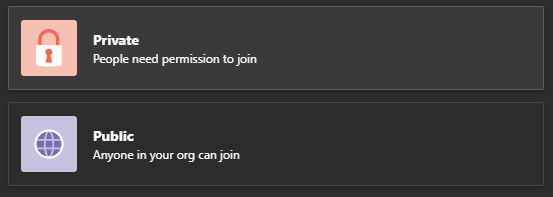 Private
People need permission to join
Public
Anyone in your org can join